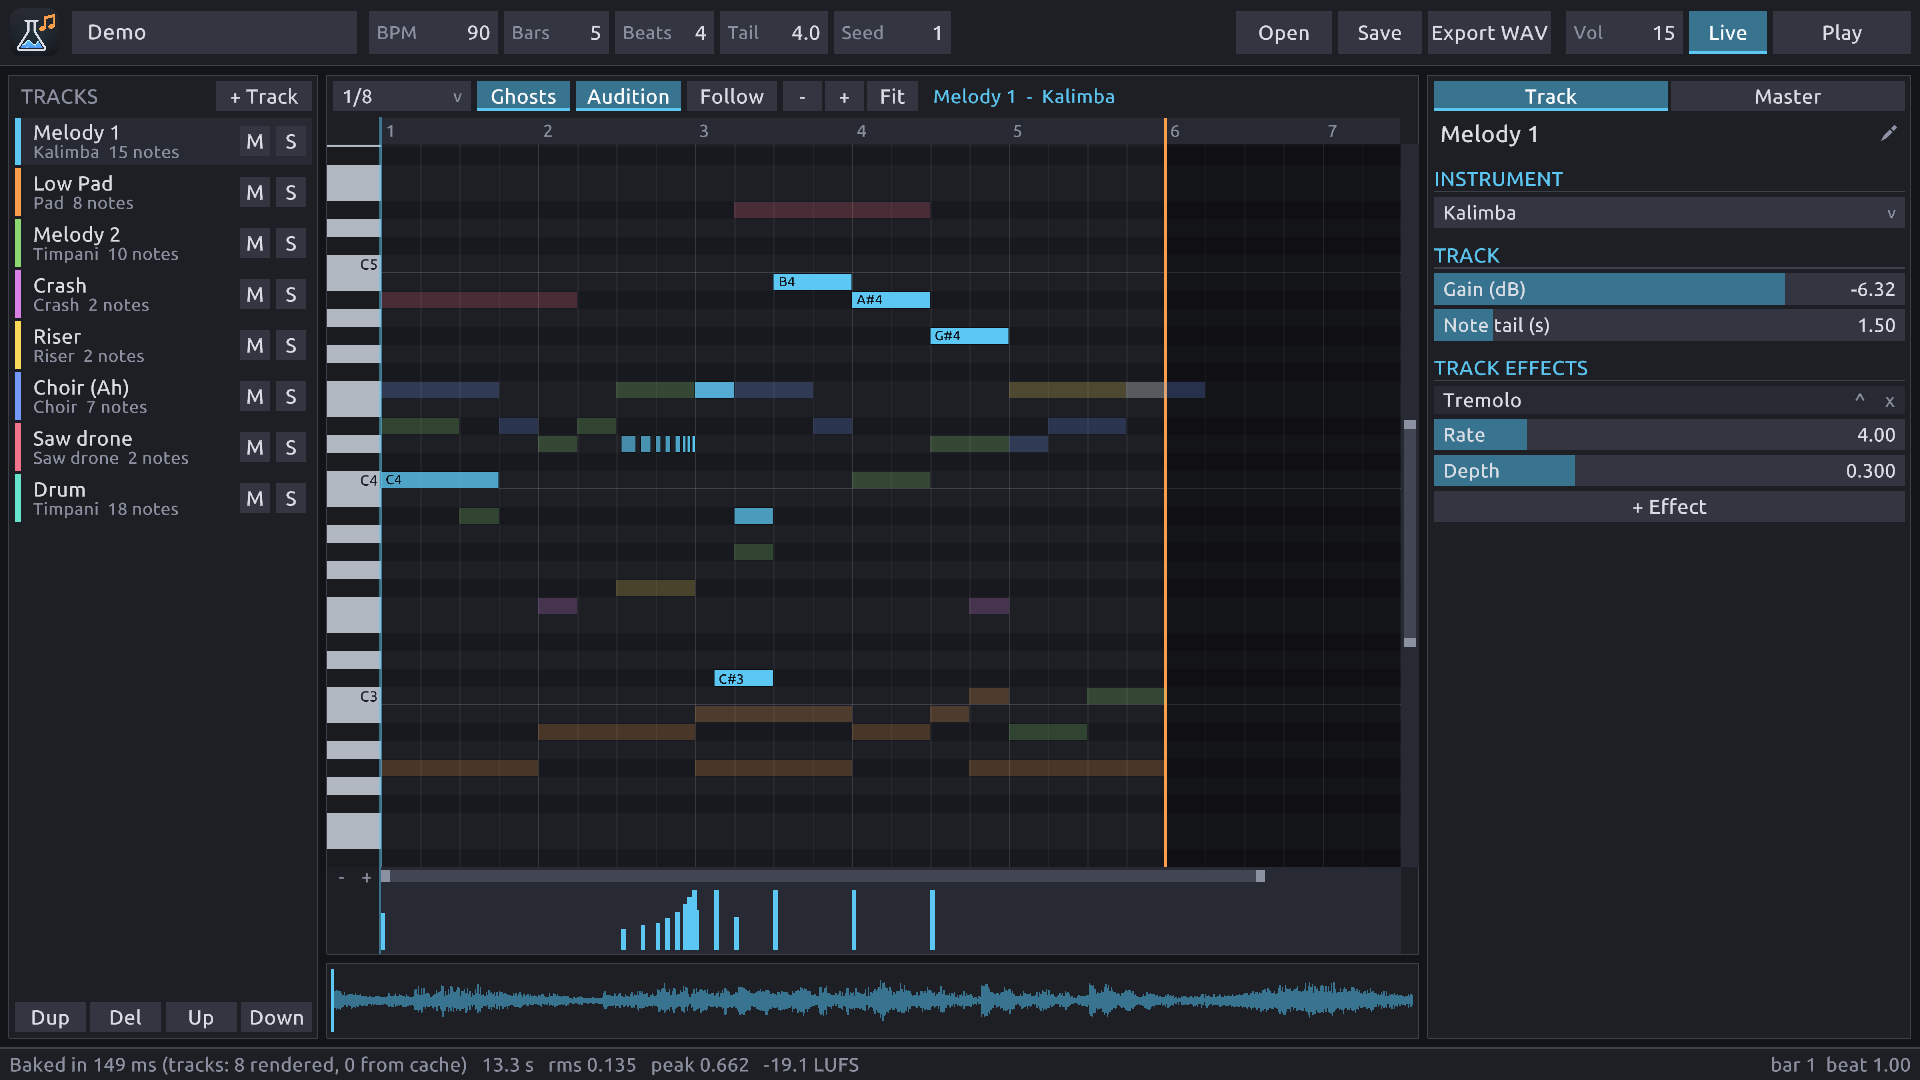 Demo
BPM 90 Bars 5 Beats 4 Tail 4.0 Seed 1
Open Save Export WAV Vol 15 Live Play
TRACKS + Track
Melody 1
Kalimba 15 notes
M S
Low Pad
Pad 8 notes
M S
Melody 2
Timpani 10 notes
M S
Crash
Crash 2 notes
M S
Riser
Riser 2 notes
M S
Choir (Ah)
Choir 7 notes
M S
Saw drone
Saw drone 2 notes
M S
Drum
Timpani 18 notes
M S
Dup Del Up Down
1/8 v Ghosts Audition Follow - + Fit Melody 1 - Kalimba
1 2 3 4 5 6 7
C5
B4
A#4
G#4
C4 C4
C#3
C3
- +
Track Master
Melody 1
INSTRUMENT
Kalimba v
TRACK
Gain (dB) -6.32
Note tail (s) 1.50
TRACK EFFECTS
Tremolo ^ x
Rate 4.00
Depth 0.300
+ Effect
Baked in 149 ms (tracks: 8 rendered, 0 from cache) 13.3 s rms 0.135 peak 0.662 -19.1 LUFS
bar 1 beat 1.00